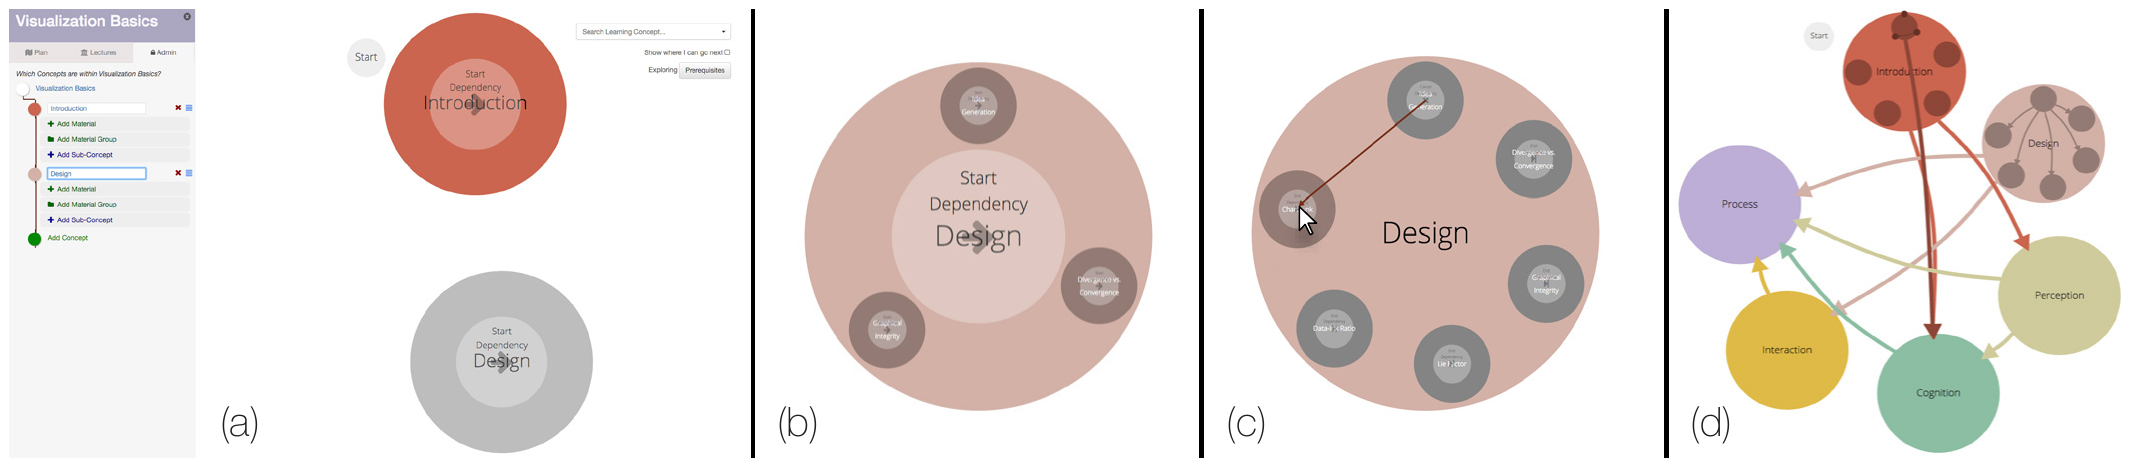 Visualization Basics
Plan
Lectures
Admin
Which Concepts are within Visualization Basics?
Visualization Basics
Introduction
Add Material
Add Material Group
Add Sub-Concept
Design
Add Material
Add Material Group
Add Sub-Concept
Add Concept
(a)
Start
Start
Dependency
Introduction
Start
Dependency
Design
Search Learning Concept...
Show where I can go next
Exploring Prerequisites
(b)
Idea
Generation
Start
Dependency
Design
Divergence vs.
Convergence
Graphical
Integrity
(c)
Idea
Generation
Divergence vs.
Convergence
Design
Graphical
Integrity
Data-Ink Ratio
Lie Factor
(d)
Start
Introduction
Design
Process
Perception
Interaction
Cognition